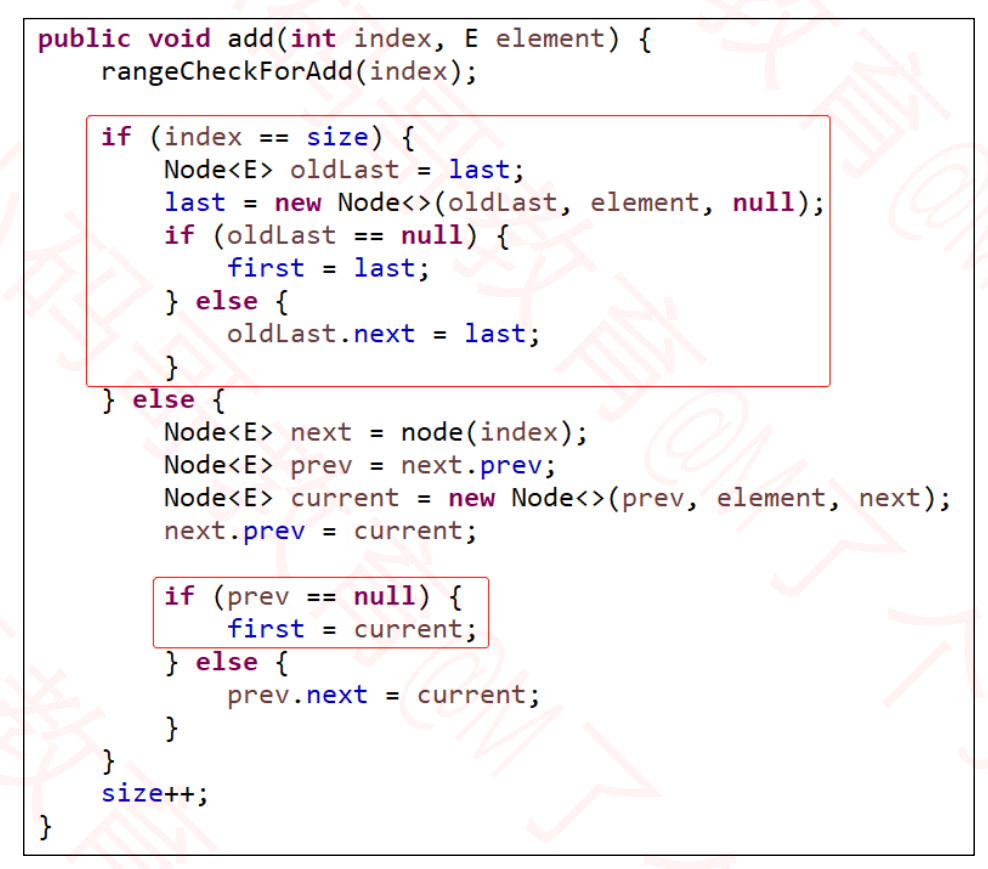 public void add(int index, E element) {
    rangeCheckForAdd(index);

    if (index == size) {
        Node<E> oldLast = last;
        last = new Node<>(oldLast, element, null);
        if (oldLast == null) {
            first = last;
        } else {
            oldLast.next = last;
        }
    } else {
        Node<E> next = node(index);
        Node<E> prev = next.prev;
        Node<E> current = new Node<>(prev, element, next);
        next.prev = current;

        if (prev == null) {
            first = current;
        } else {
            prev.next = current;
        }
    }
    size++;
}